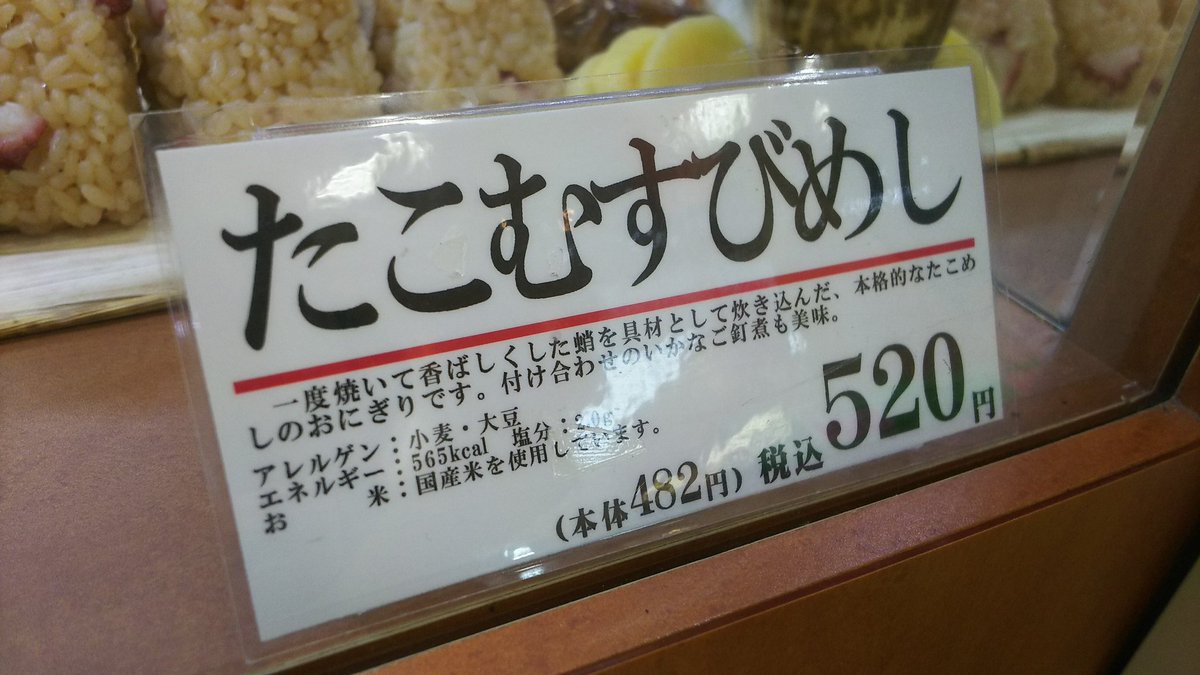 たこむすびめし
一度焼いて香ばしくした蛸を具材として炊き込んだ、本格的なたこめ
しのおにぎりです。付け合わせのいかなご釘煮も美味。
アレルゲン：小麦・大豆
エネルギー：565kcal 塩分：2.0g
お米：国産米を使用しています。
(本体482円) 税込520円